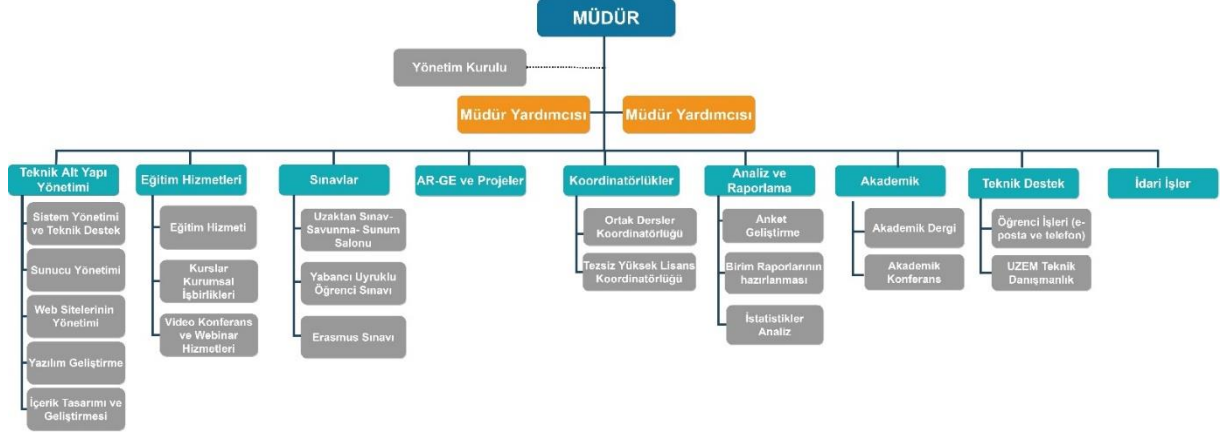 MÜDÜR
Yönetim Kurulu
Müdür Yardımcısı
Müdür Yardımcısı
Teknik Alt Yapı
Yönetimi
Sistem Yönetimi
ve Teknik Destek
Sunucu Yönetimi
Web Sitelerinin
Yönetimi
Yazılım Geliştirme
İçerik Tasarımı ve
Geliştirmesi
Eğitim Hizmetleri
Eğitim Hizmeti
Kurslar
Kurumsal
İşbirlikleri
Video Konferans
ve Webinar
Hizmetleri
Sınavlar
Uzaktan Sınav-
Savunma- Sunum
Salonu
Yabancı Uyruklu
Öğrenci Sınavı
Erasmus Sınavı
AR-GE ve Projeler
Koordinatörlükler
Ortak Dersler
Koordinatörlüğü
Tezsiz Yüksek Lisans
Koordinatörlüğü
Analiz ve
Raporlama
Anket
Geliştirme
Birim Raporlarının
hazırlanması
İstatistikler
Analiz
Akademik
Akademik Dergi
Akademik
Konferans
Teknik Destek
Öğrenci İşleri (e-
posta ve telefon)
UZEM Teknik
Danışmanlık
İdari İşler